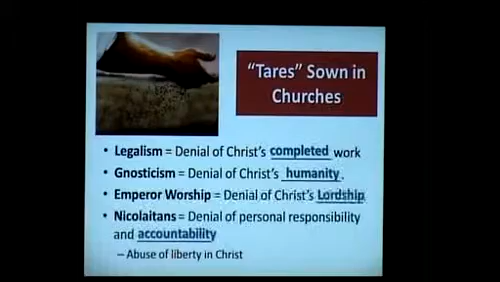 “Tares” Sown in
Churches
• Legalism = Denial of Christ’s completed work
• Gnosticism = Denial of Christ’s humanity.
• Emperor Worship = Denial of Christ’s Lordship
• Nicolaitans = Denial of personal responsibility
and accountability
– Abuse of liberty in Christ